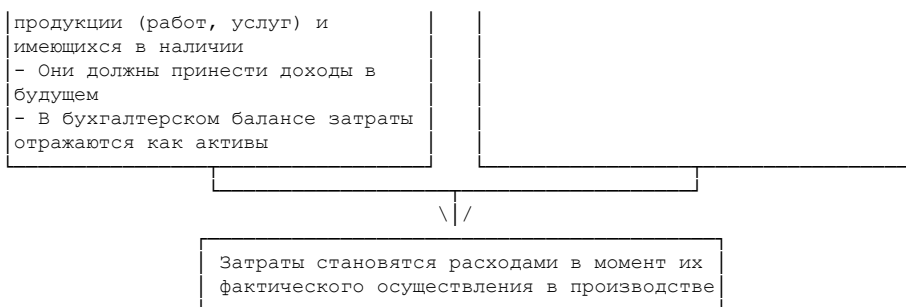 продукции (работ, услуг) и
имеющихся в наличии
- Они должны принести доходы в
будущем
- В бухгалтерском балансе затраты
отражаются как активы
Затраты становятся расходами в момент их
фактического осуществления в производстве